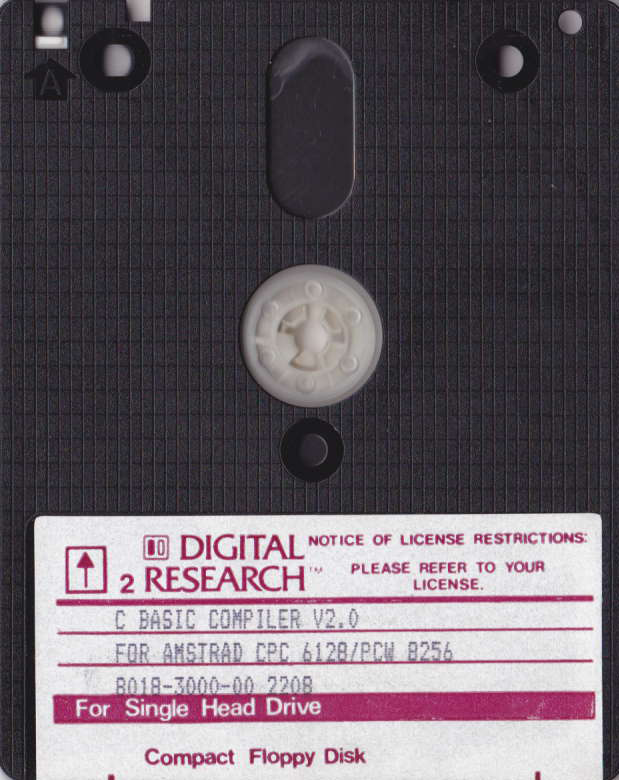 A
DIGITAL RESEARCH™
NOTICE OF LICENSE RESTRICTIONS:
PLEASE REFER TO YOUR
LICENSE.
2
C BASIC COMPILER V2.0
FOR AMSTRAD CPC 6128/PCW 8256
8018-3000-00 2208
For Single Head Drive
Compact Floppy Disk